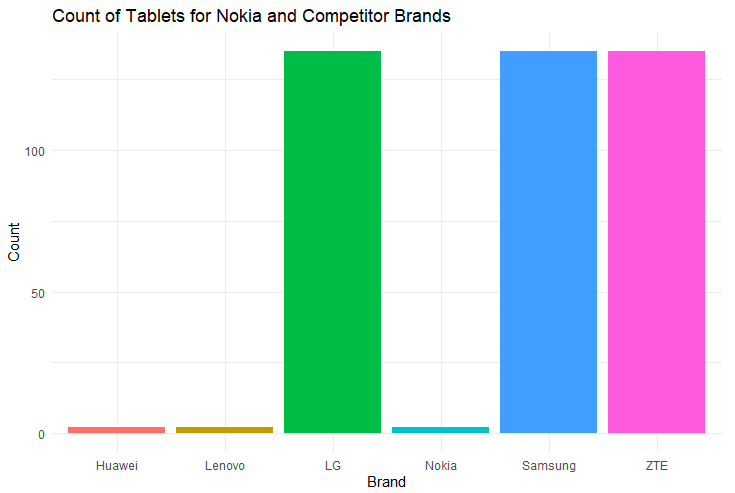 Count of Tablets for Nokia and Competitor Brands
Count
100
50
0
Huawei Lenovo LG Nokia Samsung ZTE
Brand